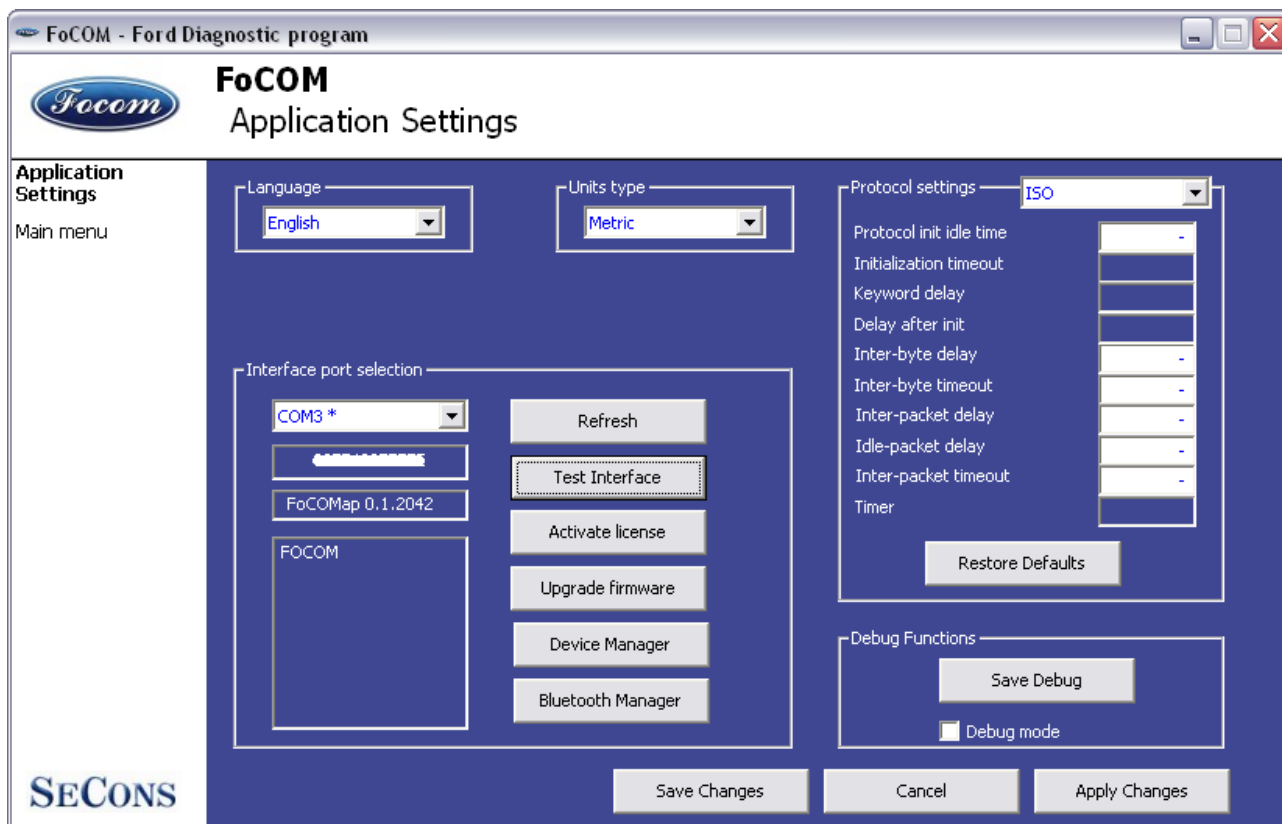 FoCOM - Ford Diagnostic program
Focom
FoCOM
Application Settings
Application
Settings
Main menu
Language
English
Units type
Metric
Interface port selection
COM3 *
FoCOMap 0.1.2042
FOCOM
Refresh
Test Interface
Activate license
Upgrade firmware
Device Manager
Bluetooth Manager
Protocol settings
ISO
Protocol init idle time -
Initialization timeout
Keyword delay
Delay after init
Inter-byte delay -
Inter-byte timeout -
Inter-packet delay -
Idle-packet delay -
Inter-packet timeout -
Timer
Restore Defaults
Debug Functions
Save Debug
Debug mode
SECONS
Save Changes
Cancel
Apply Changes